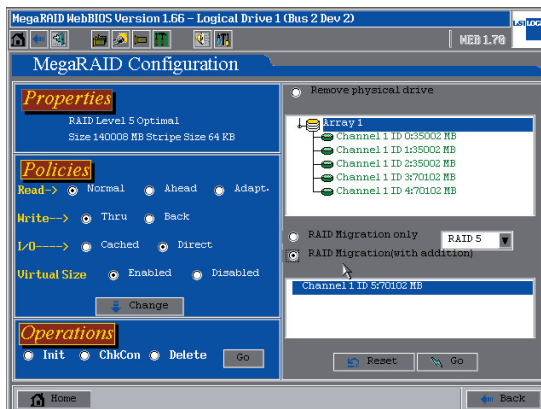 MegaRAID WebBIOS Version 1.66 – Logical Drive 1 (Bus 2 Dev 2)
LSI LOGIC
WEB 1.70
MegaRAID Configuration
Properties
RAID Level 5 Optimal
Size 140008 MB Stripe Size 64 KB
Policies
Read-> Normal Ahead Adapt.
Write--> Thru Back
I/O----> Cached Direct
Virtual Size Enabled Disabled
Change
Operations
Init ChkCon Delete Go
Remove physical drive
Array 1
Channel 1 ID 0:35002 MB
Channel 1 ID 1:35002 MB
Channel 1 ID 2:35002 MB
Channel 1 ID 3:70102 MB
Channel 1 ID 4:70102 MB
RAID Migration only RAID 5
RAID Migration(with addition)
Channel 1 ID 5:70102 MB
Reset Go
Home Back